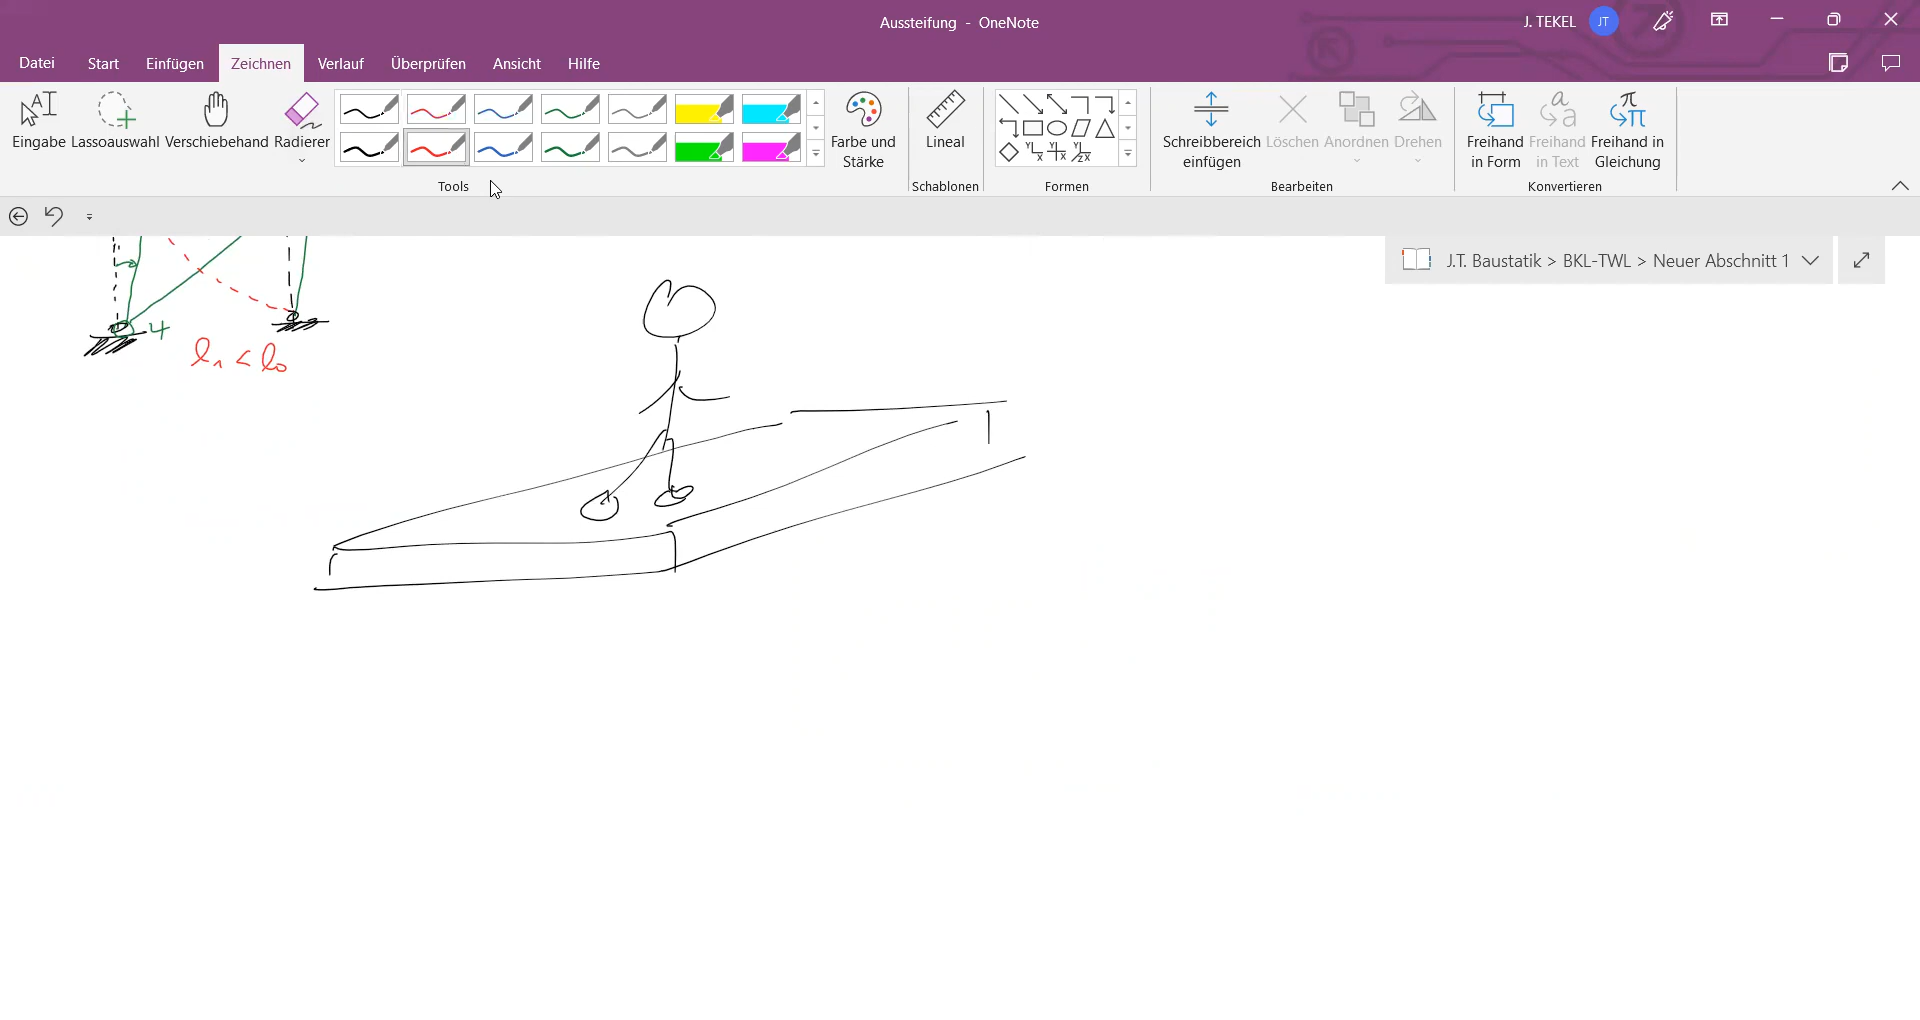 Aussteifung - OneNote
J. TEKEL
JT
Datei Start Einfügen Zeichnen Verlauf Überprüfen Ansicht Hilfe
Eingabe Lassoauswahl Verschiebehand Radierer
Farbe und Stärke
Lineal
Schreibbereich einfügen
Löschen Anordnen Drehen
Freihand in Form
Freihand in Text
Freihand in Gleichung
Tools Schablonen Formen Bearbeiten Konvertieren
J.T. Baustatik > BKL-TWL > Neuer Abschnitt 1
4
l₁ < l₀